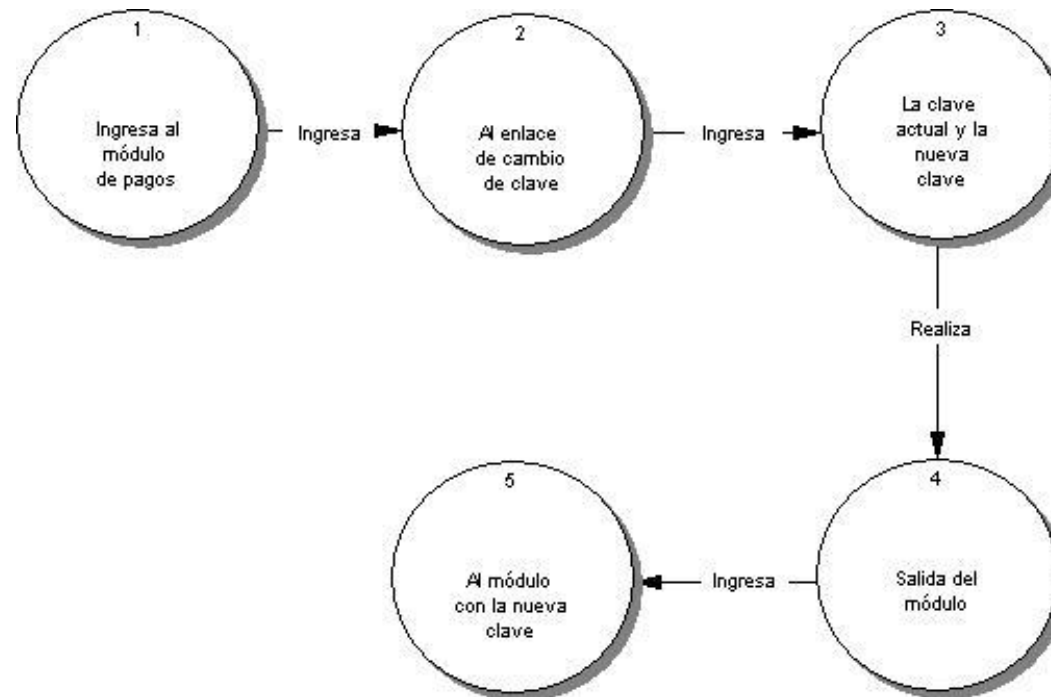 1
Ingresa al
módulo
de pagos
Ingresa
2
Al enlace
de cambio
de clave
Ingresa
3
La clave
actual y la
nueva
clave
Realiza
4
Salida del
módulo
Ingresa
5
Al módulo
con la nueva
clave